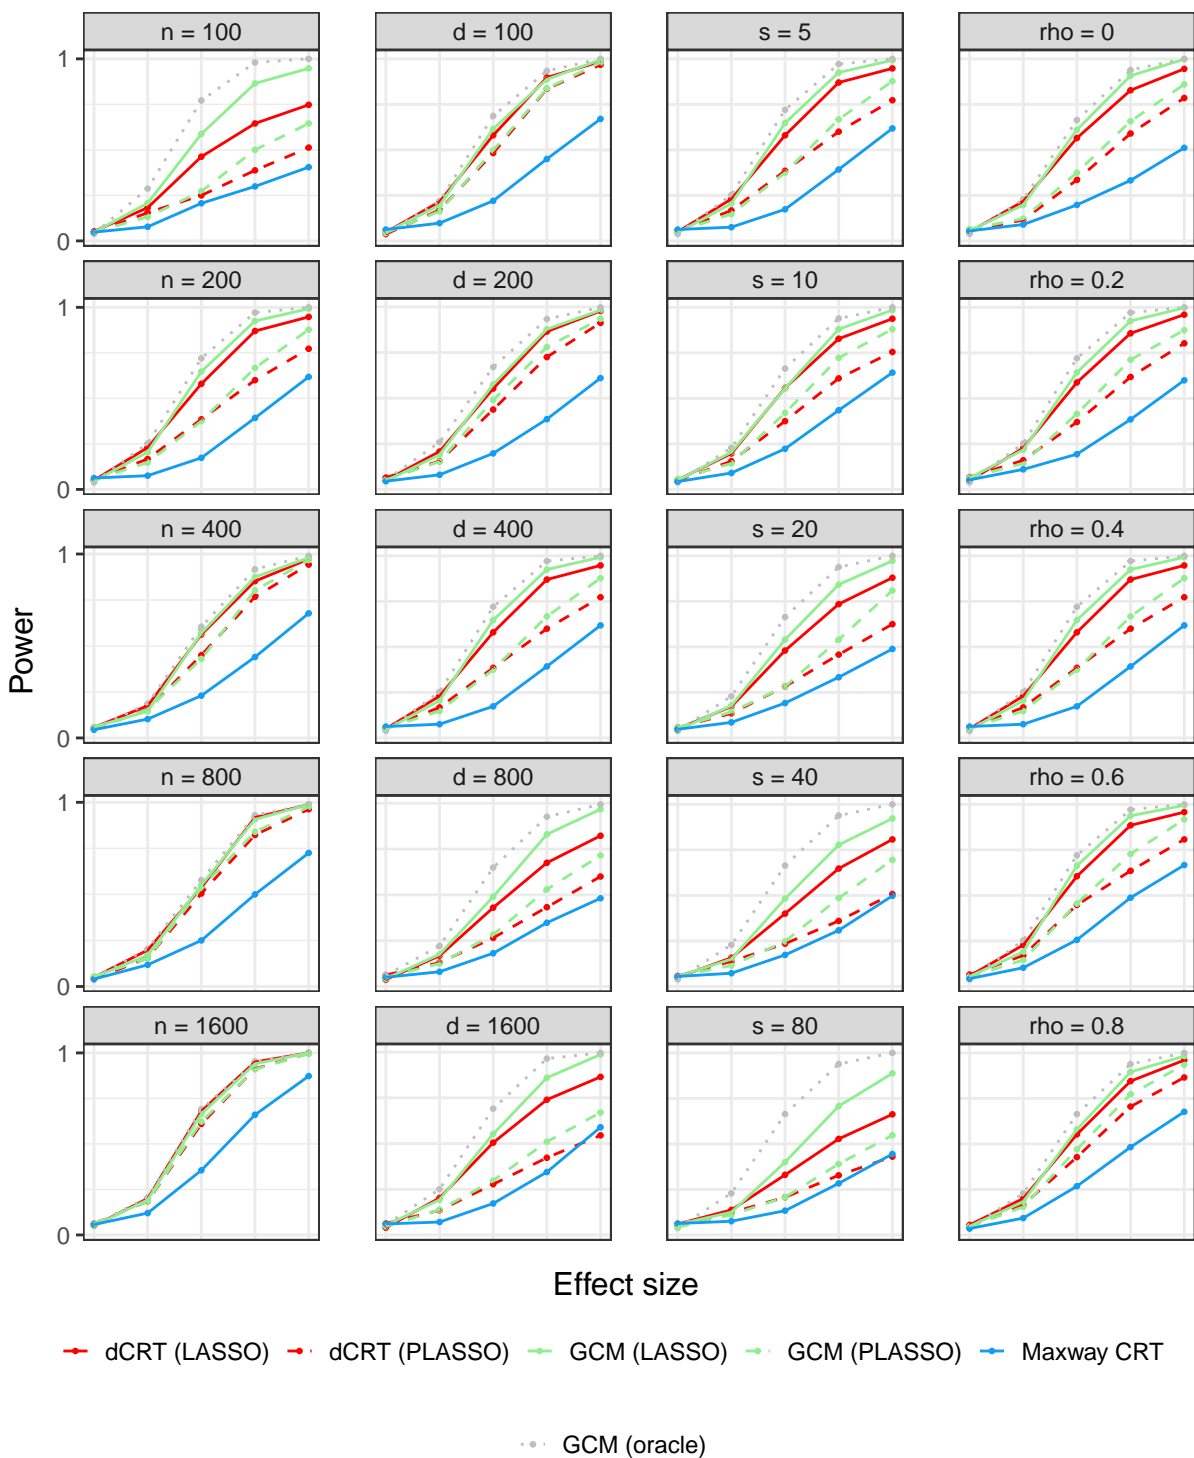 n = 100
d = 100
s = 5
rho = 0
1
0
n = 200
d = 200
s = 10
rho = 0.2
1
0
n = 400
d = 400
s = 20
rho = 0.4
1
0
Power
n = 800
d = 800
s = 40
rho = 0.6
1
0
n = 1600
d = 1600
s = 80
rho = 0.8
1
0
Effect size
dCRT (LASSO)
dCRT (PLASSO)
GCM (LASSO)
GCM (PLASSO)
Maxway CRT
GCM (oracle)